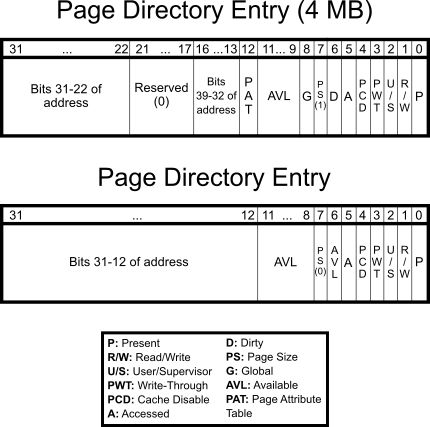 Page Directory Entry (4 MB)
31 ... 22 21 ... 17 16 ...13 12 11... 9 8 7 6 5 4 3 2 1 0
Bits 31-22 of address
Reserved (0)
Bits 39-32 of address
PAT
AVL
G
PS (1)
D
A
PCD
PWT
U/S
R/W
P
Page Directory Entry
31 ... 12 11 ... 8 7 6 5 4 3 2 1 0
Bits 31-12 of address
AVL
PS (0)
AVL
A
PCD
PWT
U/S
R/W
P
P: Present
R/W: Read/Write
U/S: User/Supervisor
PWT: Write-Through
PCD: Cache Disable
A: Accessed
D: Dirty
PS: Page Size
G: Global
AVL: Available
PAT: Page Attribute
Table